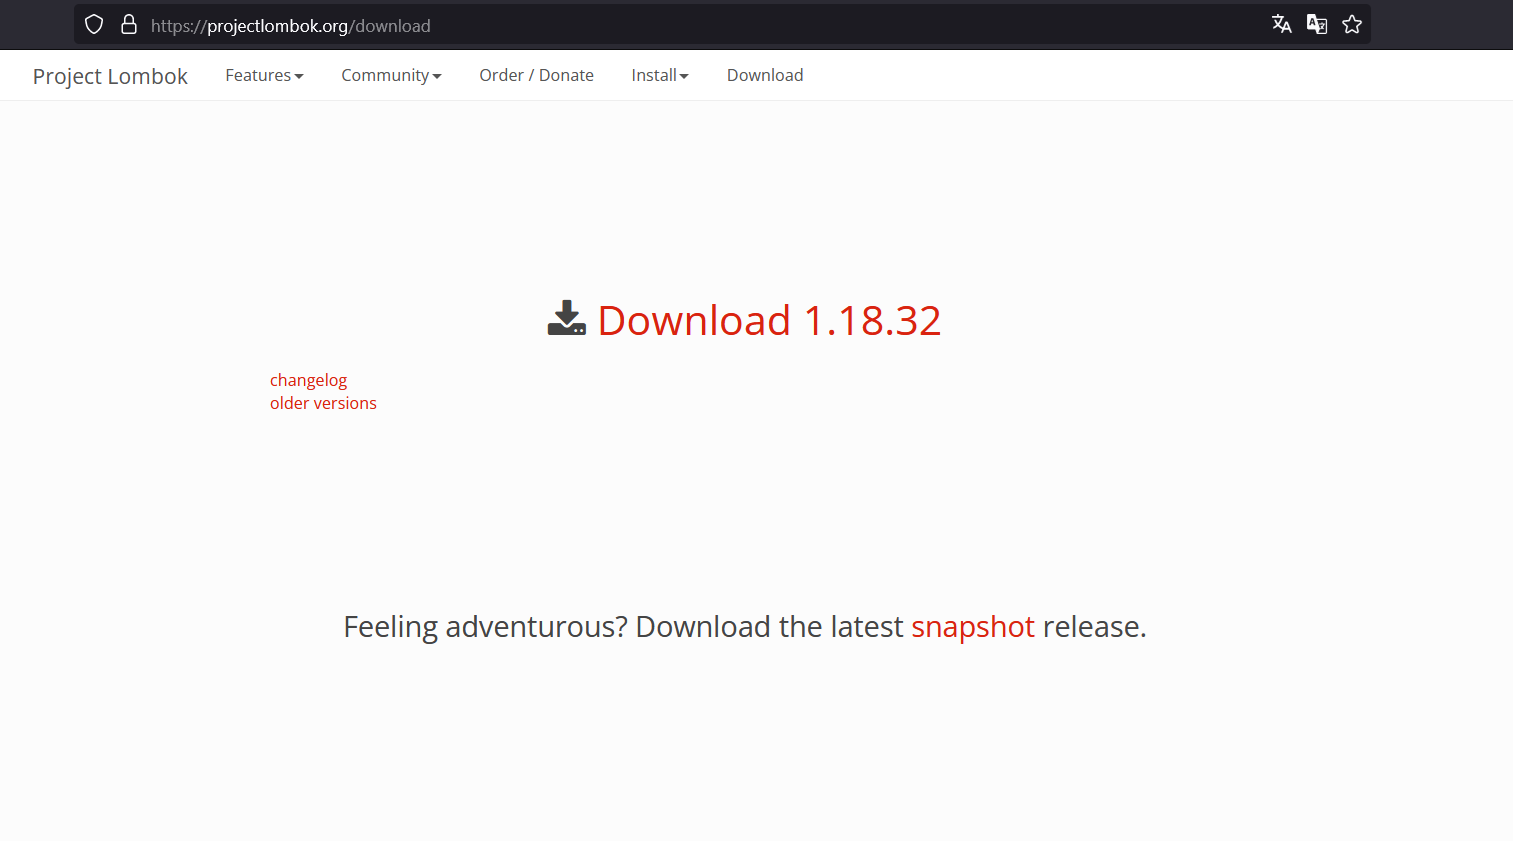 https://projectlombok.org/download
Project Lombok Features Community Order / Donate Install Download
Download 1.18.32
changelog
older versions
Feeling adventurous? Download the latest snapshot release.